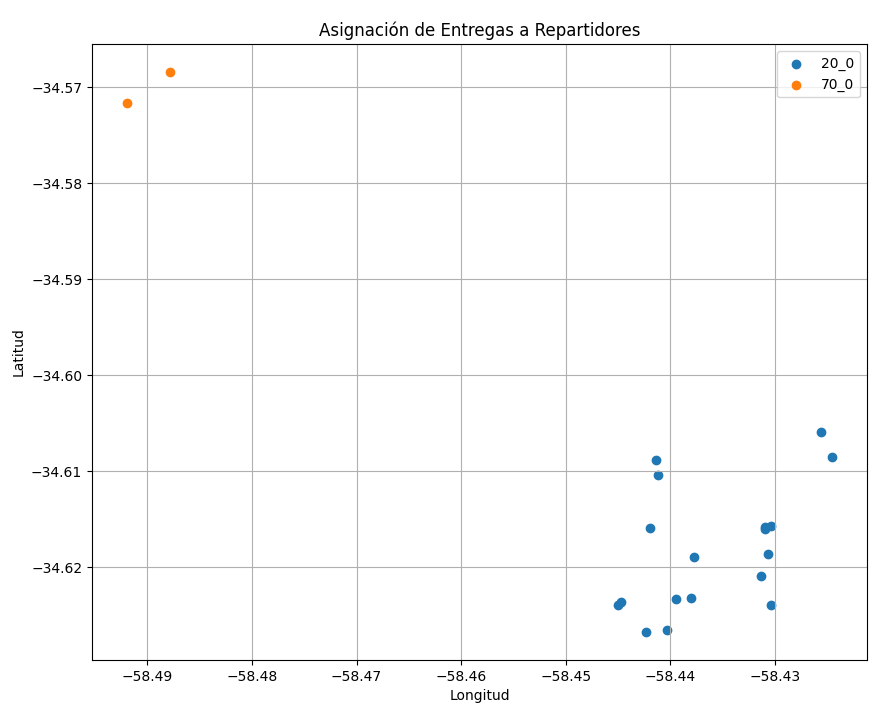 Asignación de Entregas a Repartidores
20_0
70_0
−34.57
−34.58
−34.59
−34.60
−34.61
−34.62
Latitud
−58.49 −58.48 −58.47 −58.46 −58.45 −58.44 −58.43
Longitud